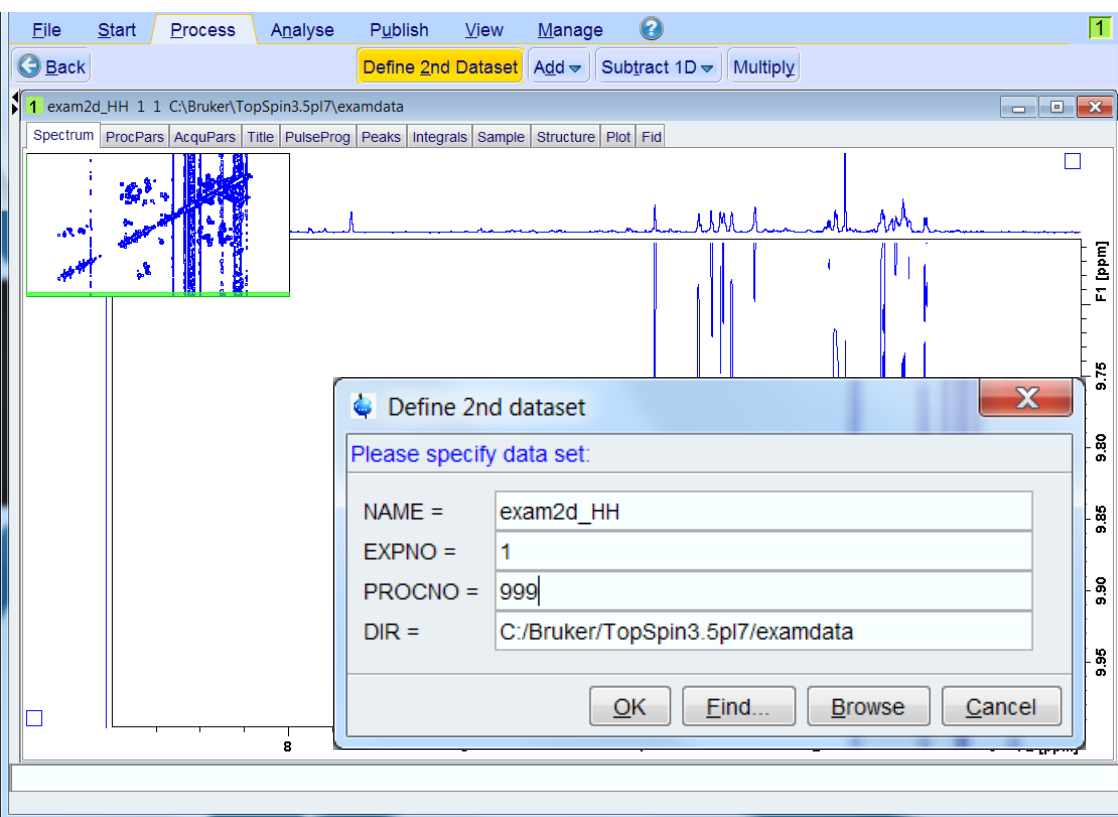 File Start Process Analyse Publish View Manage ? 1
Back Define 2nd Dataset Add Subtract 1D Multiply
1 exam2d_HH 1 1 C:\Bruker\TopSpin3.5pl7\examdata
Spectrum ProcPars AcquPars Title PulseProg Peaks Integrals Sample Structure Plot Fid
F1 [ppm]
9.75
9.80
9.85
9.90
9.95
Define 2nd dataset
Please specify data set:
NAME = exam2d_HH
EXPNO = 1
PROCNO = 999
DIR = C:/Bruker/TopSpin3.5pl7/examdata
OK Find... Browse Cancel
8